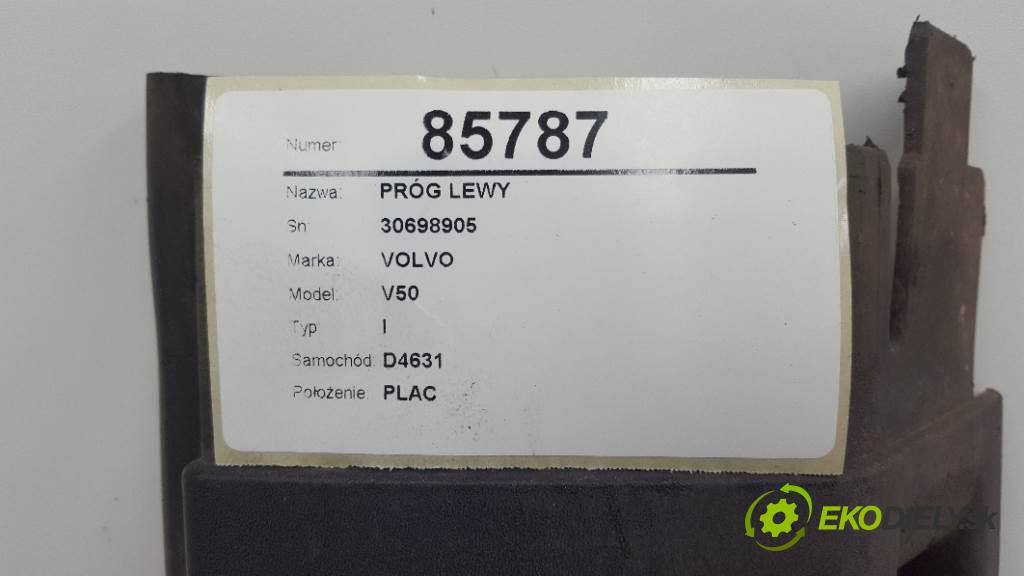 Numer: 85787
Nazwa: PRÓG LEWY
Sn: 30698905
Marka: VOLVO
Model: V50
Typ: I
Samochód: D4631
Położenie: PLAC
EKODIELY.sk